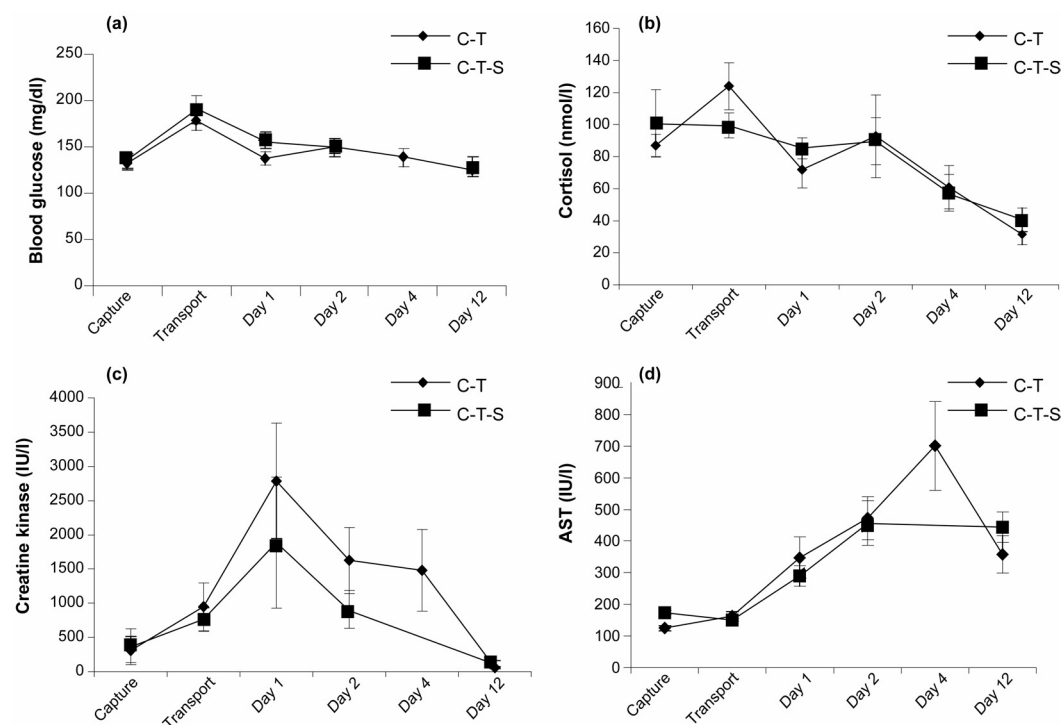 (a)
C-T
C-T-S
Blood glucose (mg/dl)
250
200
150
100
50
0
Capture
Transport
Day 1
Day 2
Day 4
Day 12
(b)
C-T
C-T-S
Cortisol (nmol/l)
160
140
120
100
80
60
40
20
0
Capture
Transport
Day 1
Day 2
Day 4
Day 12
(c)
C-T
C-T-S
Creatine kinase (IU/l)
4000
3500
3000
2500
2000
1500
1000
500
0
Capture
Transport
Day 1
Day 2
Day 4
Day 12
(d)
C-T
C-T-S
AST (IU/l)
900
800
700
600
500
400
300
200
100
0
Capture
Transport
Day 1
Day 2
Day 4
Day 12